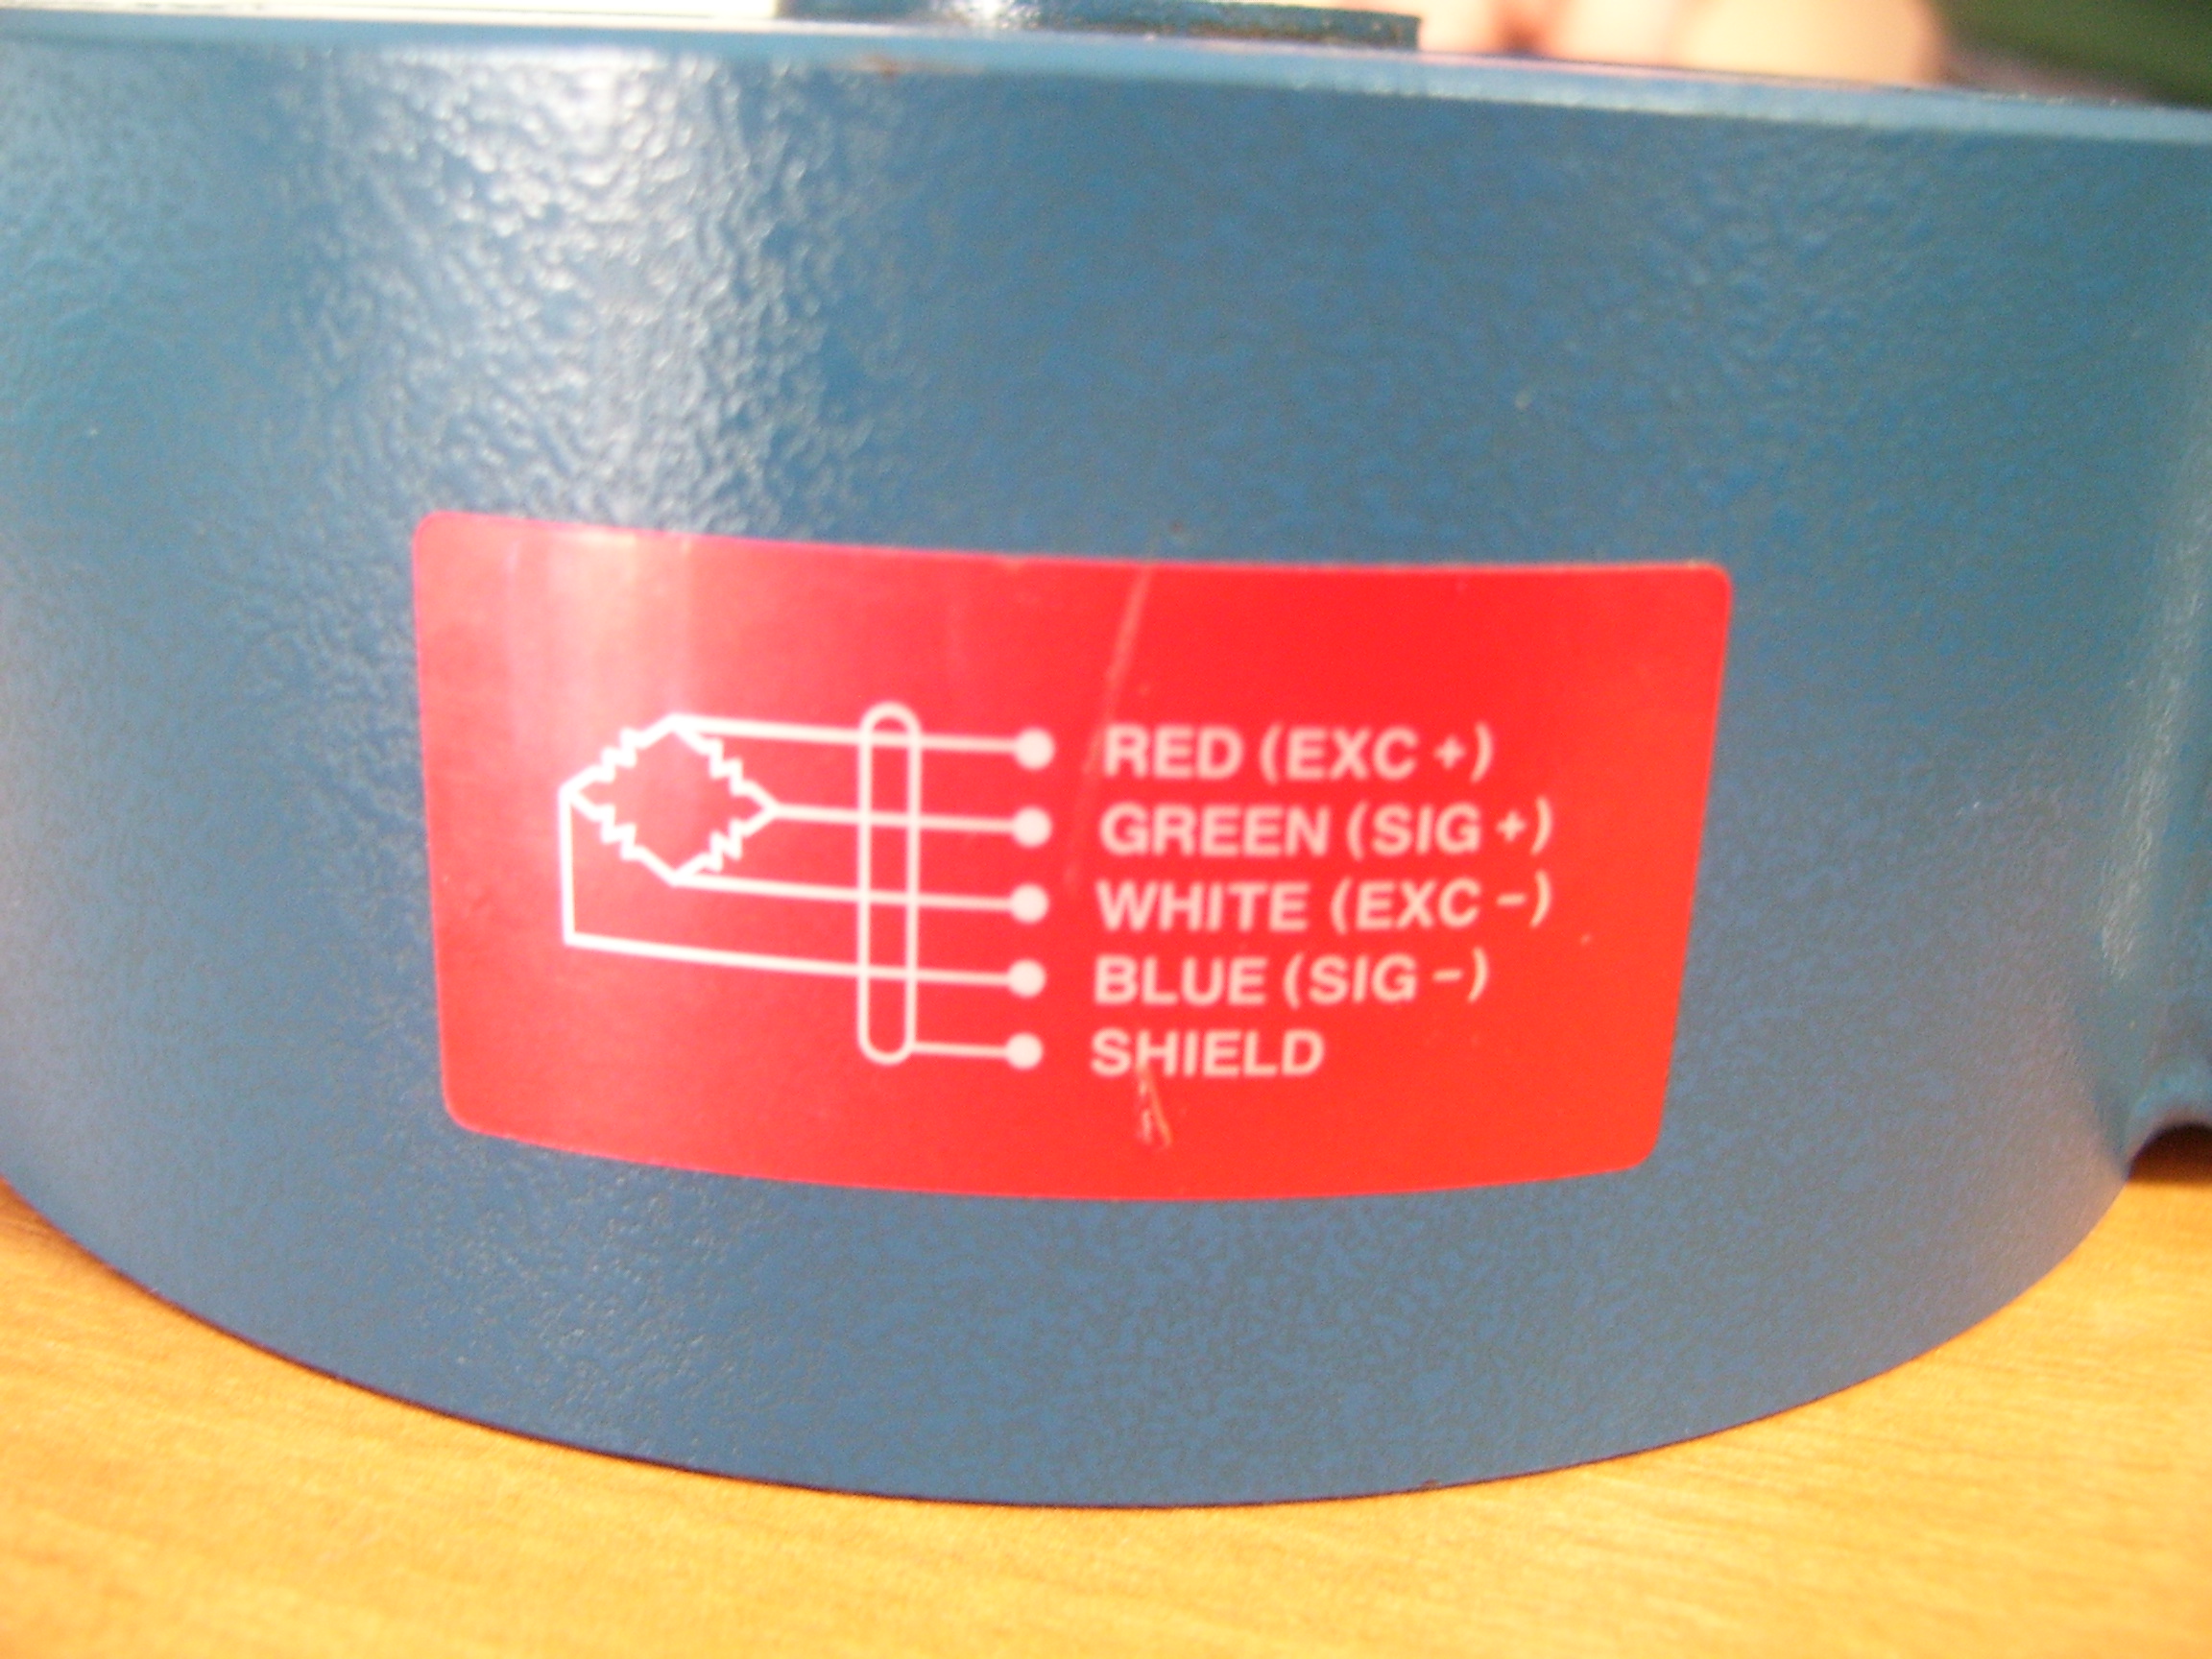 RED (EXC +)
GREEN (SIG +)
WHITE (EXC -)
BLUE (SIG -)
SHIELD